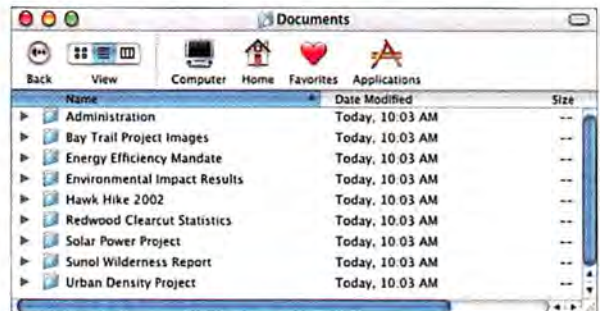 Documents
Back View Computer Home Favorites Applications
Name Date Modified Size
Administration Today, 10:03 AM --
Bay Trail Project Images Today, 10:03 AM --
Energy Efficiency Mandate Today, 10:03 AM --
Environmental Impact Results Today, 10:03 AM --
Hawk Hike 2002 Today, 10:03 AM --
Redwood Clearcut Statistics Today, 10:03 AM --
Solar Power Project Today, 10:03 AM --
Sunol Wilderness Report Today, 10:03 AM --
Urban Density Project Today, 10:03 AM --